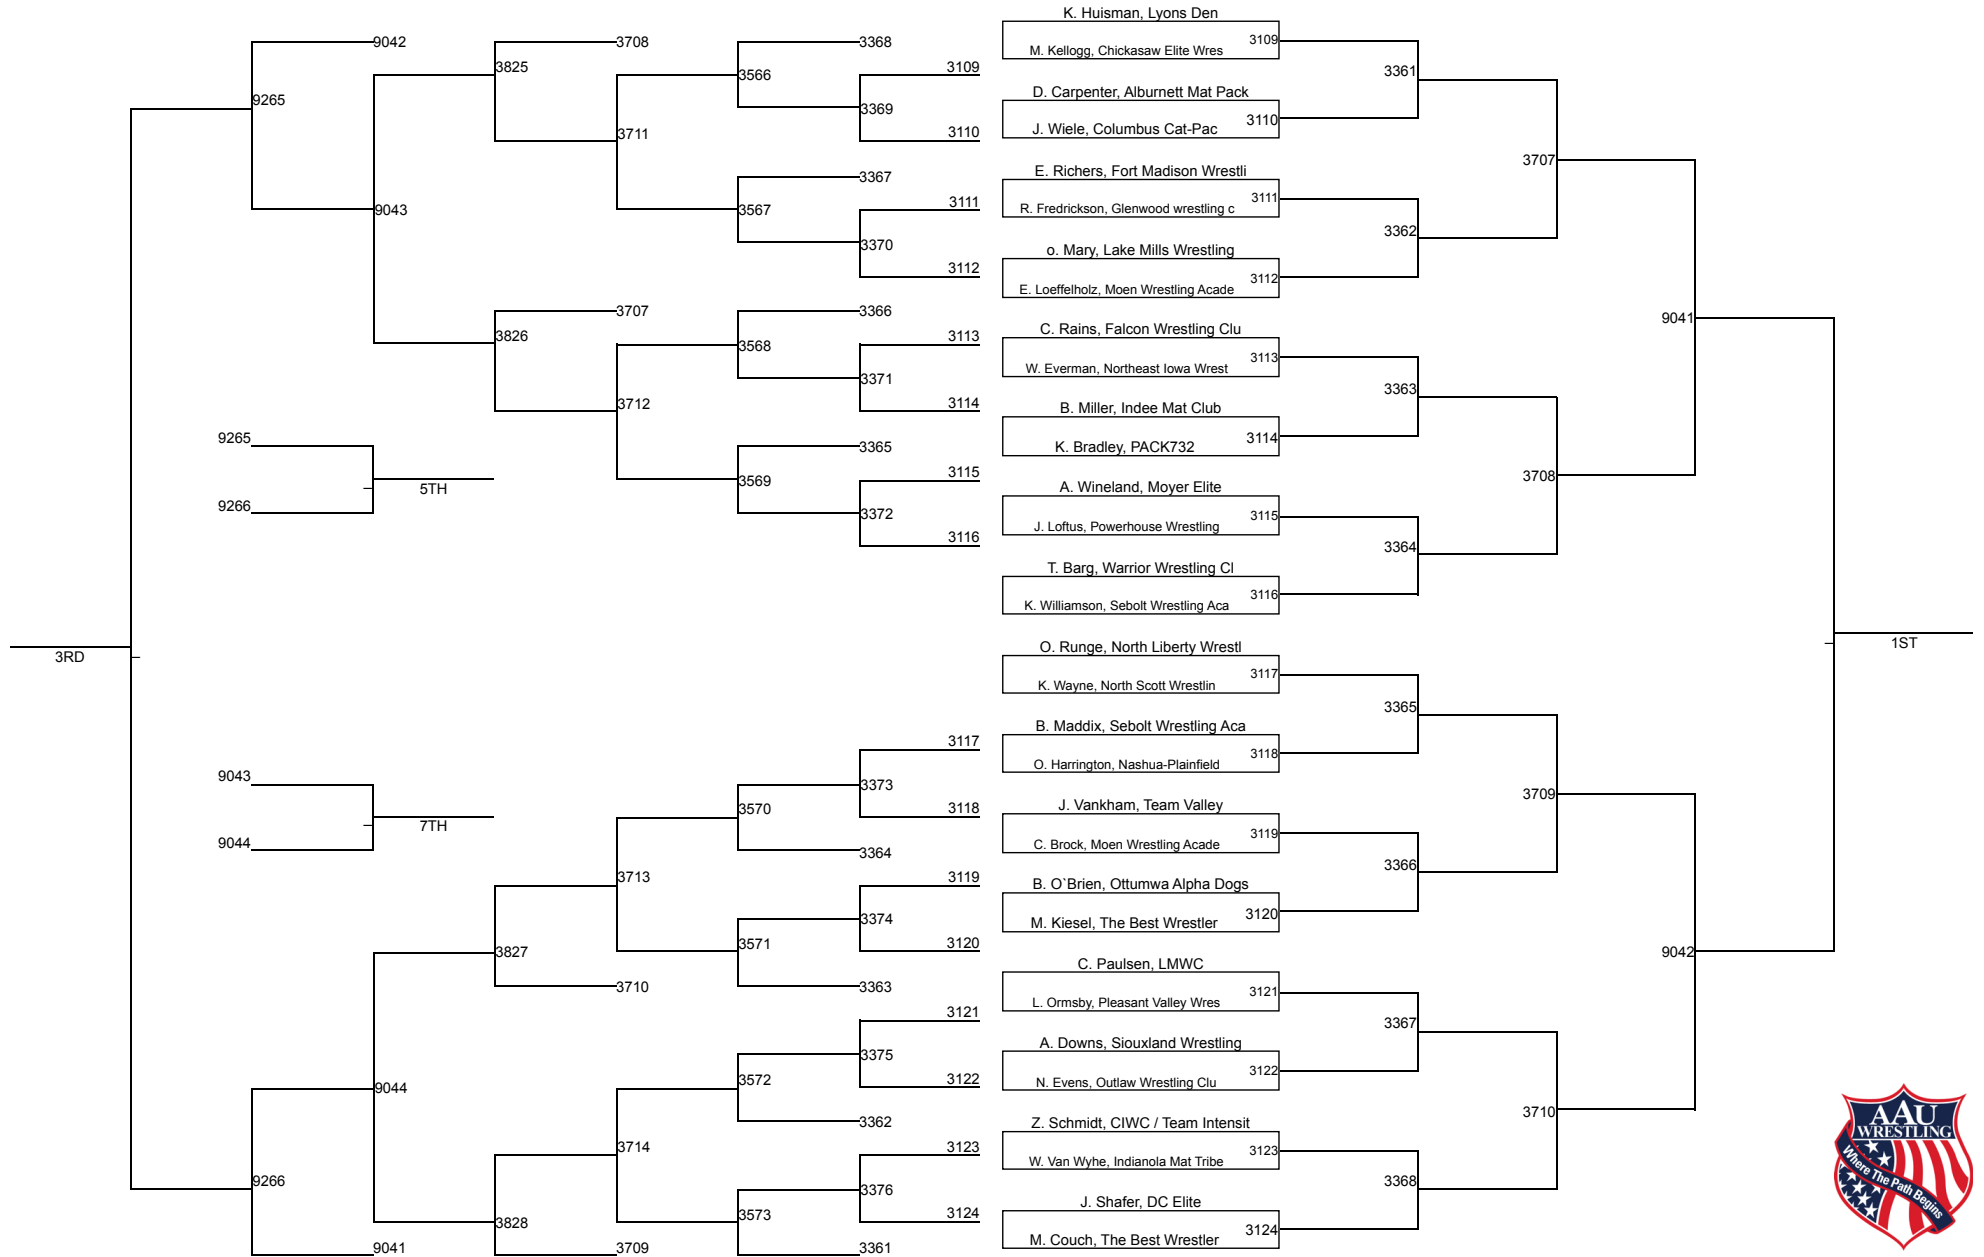 K. Huisman, Lyons Den
9042
3708
3368
3109
M. Kellogg, Chickasaw Elite Wres
3825
3109
3361
3566
D. Carpenter, Alburnett Mat Pack
9265
3369
3110
3711
3110
J. Wiele, Columbus Cat-Pac
3707
E. Richers, Fort Madison Wrestli
3367
3111
3111
9043
3567
R. Fredrickson, Glenwood wrestling c
3362
3370
o. Mary, Lake Mills Wrestling
3112
3112
E. Loeffelholz, Moen Wrestling Acade
3707
3366
9041
C. Rains, Falcon Wrestling Clu
3826
3113
3568
3113
W. Everman, Northeast Iowa Wrest
3371
3363
3712
3114
B. Miller, Indee Mat Club
9265
3365
3114
K. Bradley, PACK732
3115
3708
3569
5TH
A. Wineland, Moyer Elite
9266
3372
3115
J. Loftus, Powerhouse Wrestling
3116
3364
T. Barg, Warrior Wrestling Cl
3116
K. Williamson, Sebolt Wrestling Aca
3RD
O. Runge, North Liberty Wrestl
1ST
3117
K. Wayne, North Scott Wrestlin
3365
B. Maddix, Sebolt Wrestling Aca
3117
3118
O. Harrington, Nashua-Plainfield
9043
3373
3709
3570
3118
J. Vankham, Team Valley
7TH
3119
9044
3364
C. Brock, Moen Wrestling Acade
3366
3713
3119
B. O`Brien, Ottumwa Alpha Dogs
3374
3120
M. Kiesel, The Best Wrestler
3571
3120
3827
9042
C. Paulsen, LMWC
3710
3363
3121
L. Ormsby, Pleasant Valley Wres
3121
3367
A. Downs, Siouxland Wrestling
3375
3122
3572
3122
N. Evens, Outlaw Wrestling Clu
9044
3710
3362
Z. Schmidt, CIWC / Team Intensit
3714
3123
3123
W. Van Wyhe, Indianola Mat Tribe
9266
3376
3368
J. Shafer, DC Elite
3828
3573
3124
3124
M. Couch, The Best Wrestler
9041
3709
3361
AAU
WRESTLING
Where The Path Begins